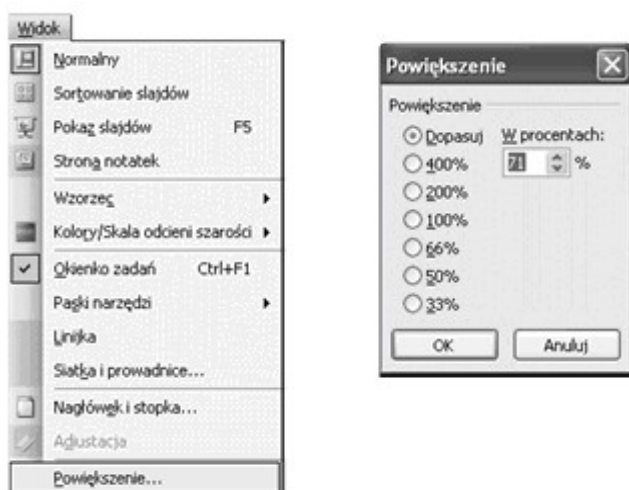 Widok
Normalny
Sortowanie slajdów
Pokaz slajdów F5
Strona notatek
Wzorzec
Kolory/Skala odcieni szarości
Okienko zadań Ctrl+F1
Paski narzędzi
Linijka
Siatka i prowadnice...
Nagłówek i stopka...
Adiustacja
Powiększenie...
Powiększenie
Powiększenie
Dopasuj W procentach:
400% 71 %
200%
100%
66%
50%
33%
OK Anuluj